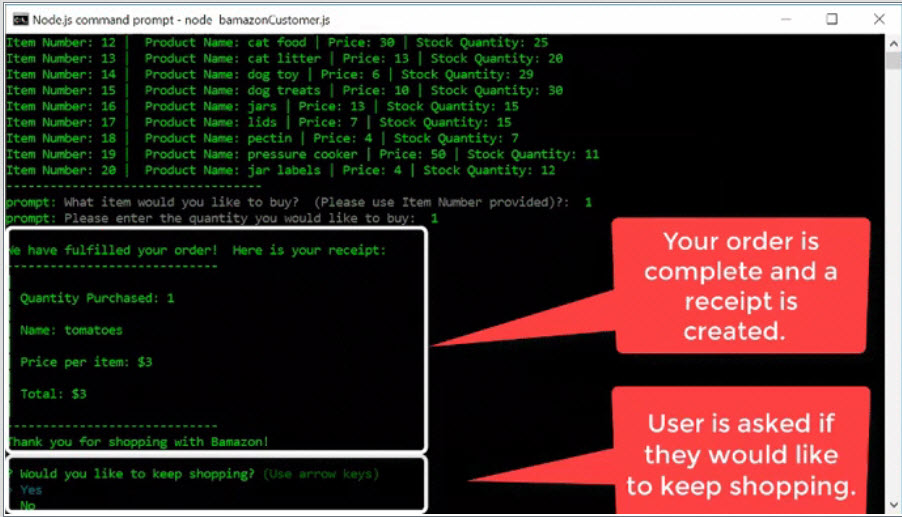 Node.js command prompt - node bamazonCustomer.js
Item Number: 12 | Product Name: cat food | Price: 30 | Stock Quantity: 25
Item Number: 13 | Product Name: cat litter | Price: 13 | Stock Quantity: 20
Item Number: 14 | Product Name: dog toy | Price: 6 | Stock Quantity: 29
Item Number: 15 | Product Name: dog treats | Price: 10 | Stock Quantity: 30
Item Number: 16 | Product Name: jars | Price: 13 | Stock Quantity: 15
Item Number: 17 | Product Name: lids | Price: 7 | Stock Quantity: 15
Item Number: 18 | Product Name: pectin | Price: 4 | Stock Quantity: 7
Item Number: 19 | Product Name: pressure cooker | Price: 50 | Stock Quantity: 11
Item Number: 20 | Product Name: jar labels | Price: 4 | Stock Quantity: 12
--------------------------------
prompt: What item would you like to buy? (Please use Item Number provided)?: 1
prompt: Please enter the quantity you would like to buy: 1
We have fulfilled your order! Here is your receipt:
--------------------------
Quantity Purchased: 1
Name: tomatoes
Price per item: $3
Total: $3
--------------------------
Thank you for shopping with Bamazon!
? Would you like to keep shopping? (Use arrow keys)
Yes
No
Your order is
complete and a
receipt is
created.
User is asked if
they would like
to keep shopping.